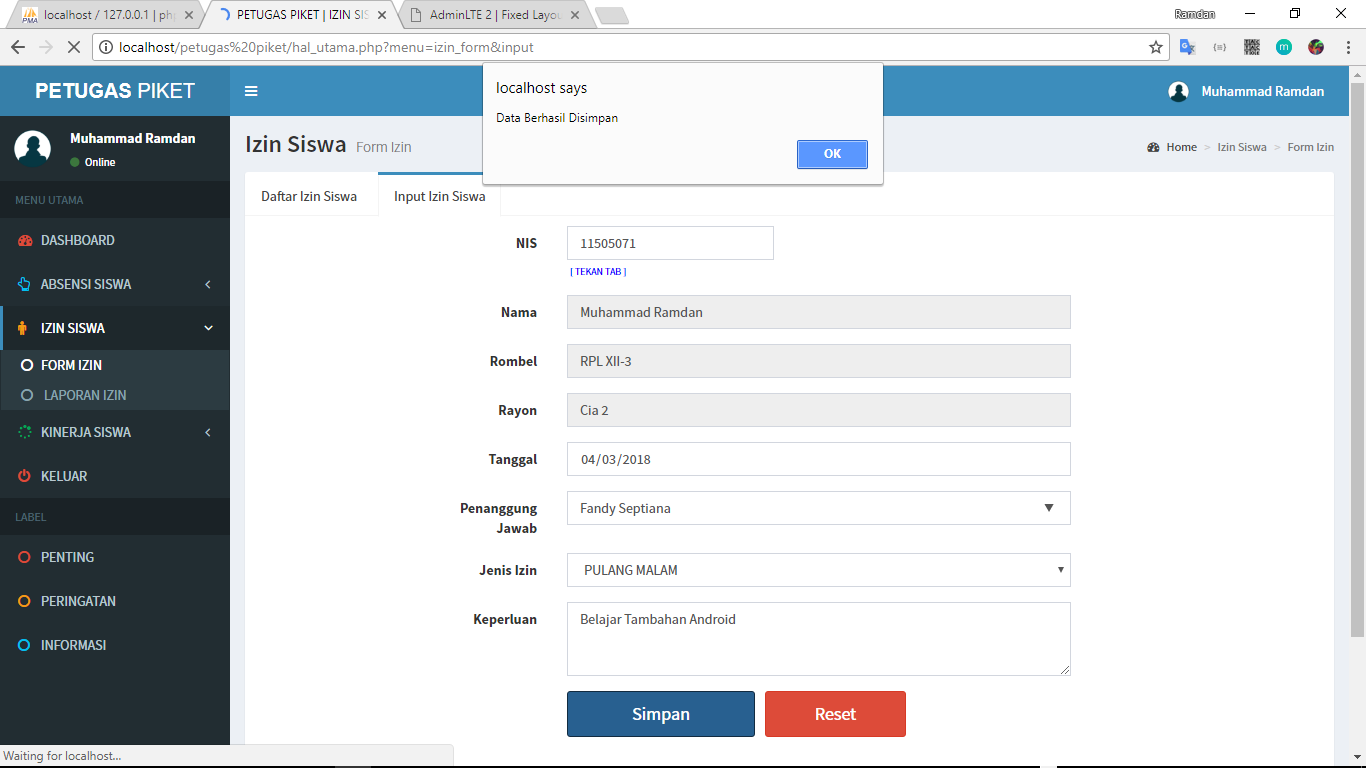 localhost / 127.0.0.1 | php
PETUGAS PIKET | IZIN SIS
AdminLTE 2 | Fixed Layou
Ramdan
localhost/petugas%20piket/hal_utama.php?menu=izin_form&input
PETUGAS PIKET
Muhammad Ramdan
localhost says
Data Berhasil Disimpan
OK
Muhammad Ramdan
Online
Izin Siswa Form Izin
Home > Izin Siswa > Form Izin
MENU UTAMA
DASHBOARD
ABSENSI SISWA
IZIN SISWA
FORM IZIN
LAPORAN IZIN
KINERJA SISWA
KELUAR
LABEL
PENTING
PERINGATAN
INFORMASI
Daftar Izin Siswa
Input Izin Siswa
NIS 11505071
[ TEKAN TAB ]
Nama Muhammad Ramdan
Rombel RPL XII-3
Rayon Cia 2
Tanggal 04/03/2018
Penanggung Jawab Fandy Septiana
Jenis Izin PULANG MALAM
Keperluan Belajar Tambahan Android
Simpan Reset
Waiting for localhost...